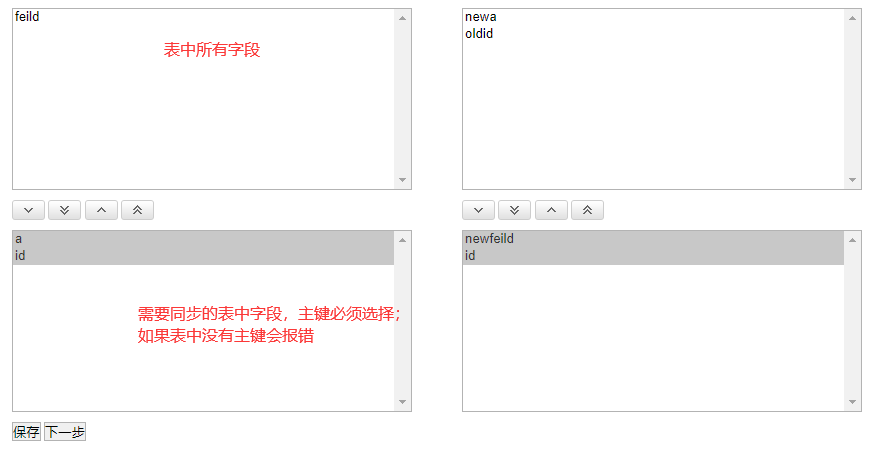 feild
表中所有字段
newa
oldid
a
id
需要同步的表中字段，主键必须选择；
如果表中没有主键会报错
newfeild
id
保存 下一步